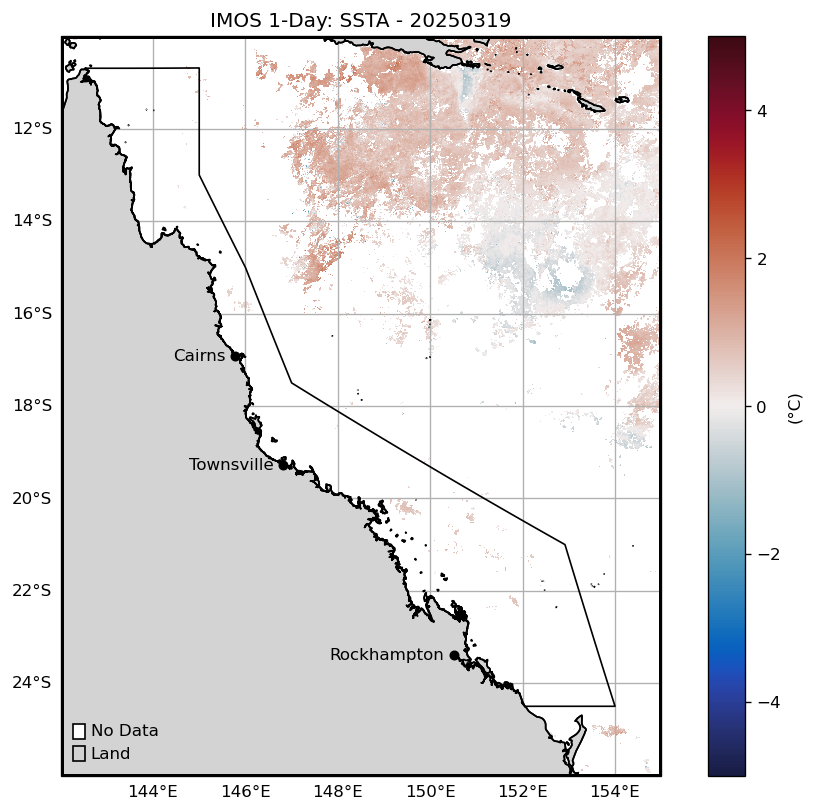 IMOS 1-Day: SSTA - 20250319
12°S
14°S
16°S
18°S
20°S
22°S
24°S
Cairns
Townsville
Rockhampton
No Data
Land
144°E 146°E 148°E 150°E 152°E 154°E
4
2
0
−2
−4
(°C)